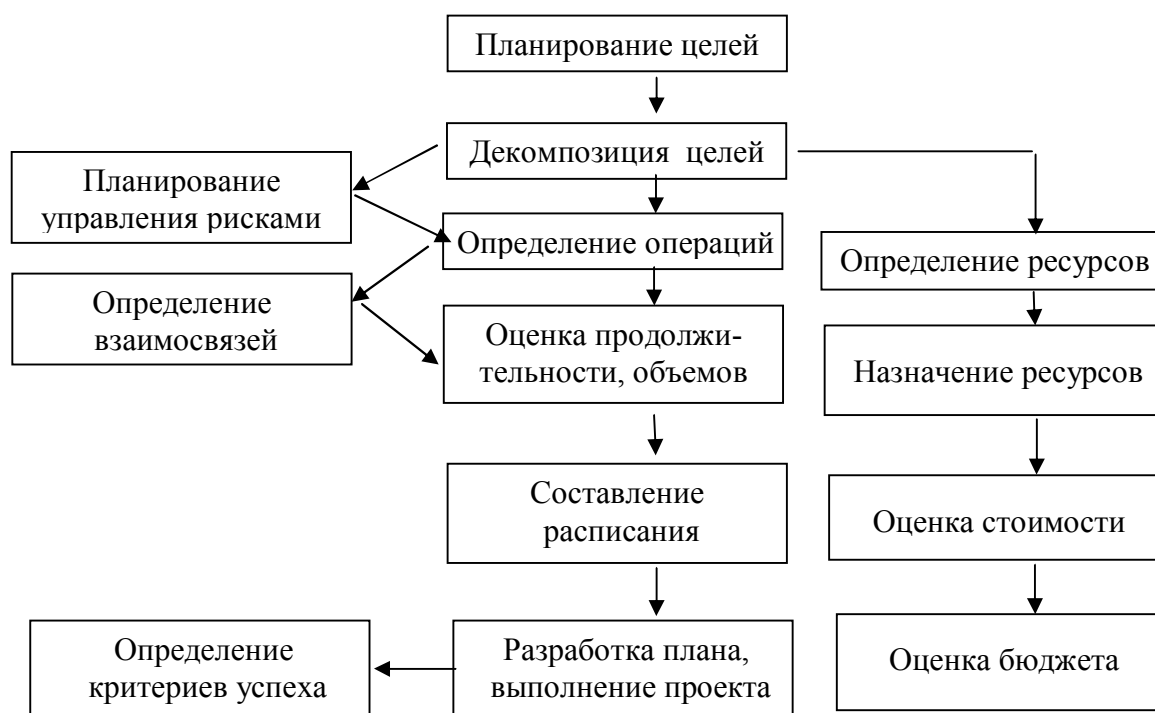 Планирование целей
Декомпозиция целей
Планирование
управления рисками
Определение операций
Определение ресурсов
Определение
взаимосвязей
Оценка продолжи-
тельности, объемов
Назначение ресурсов
Составление
расписания
Оценка стоимости
Определение
критериев успеха
Разработка плана,
выполнение проекта
Оценка бюджета